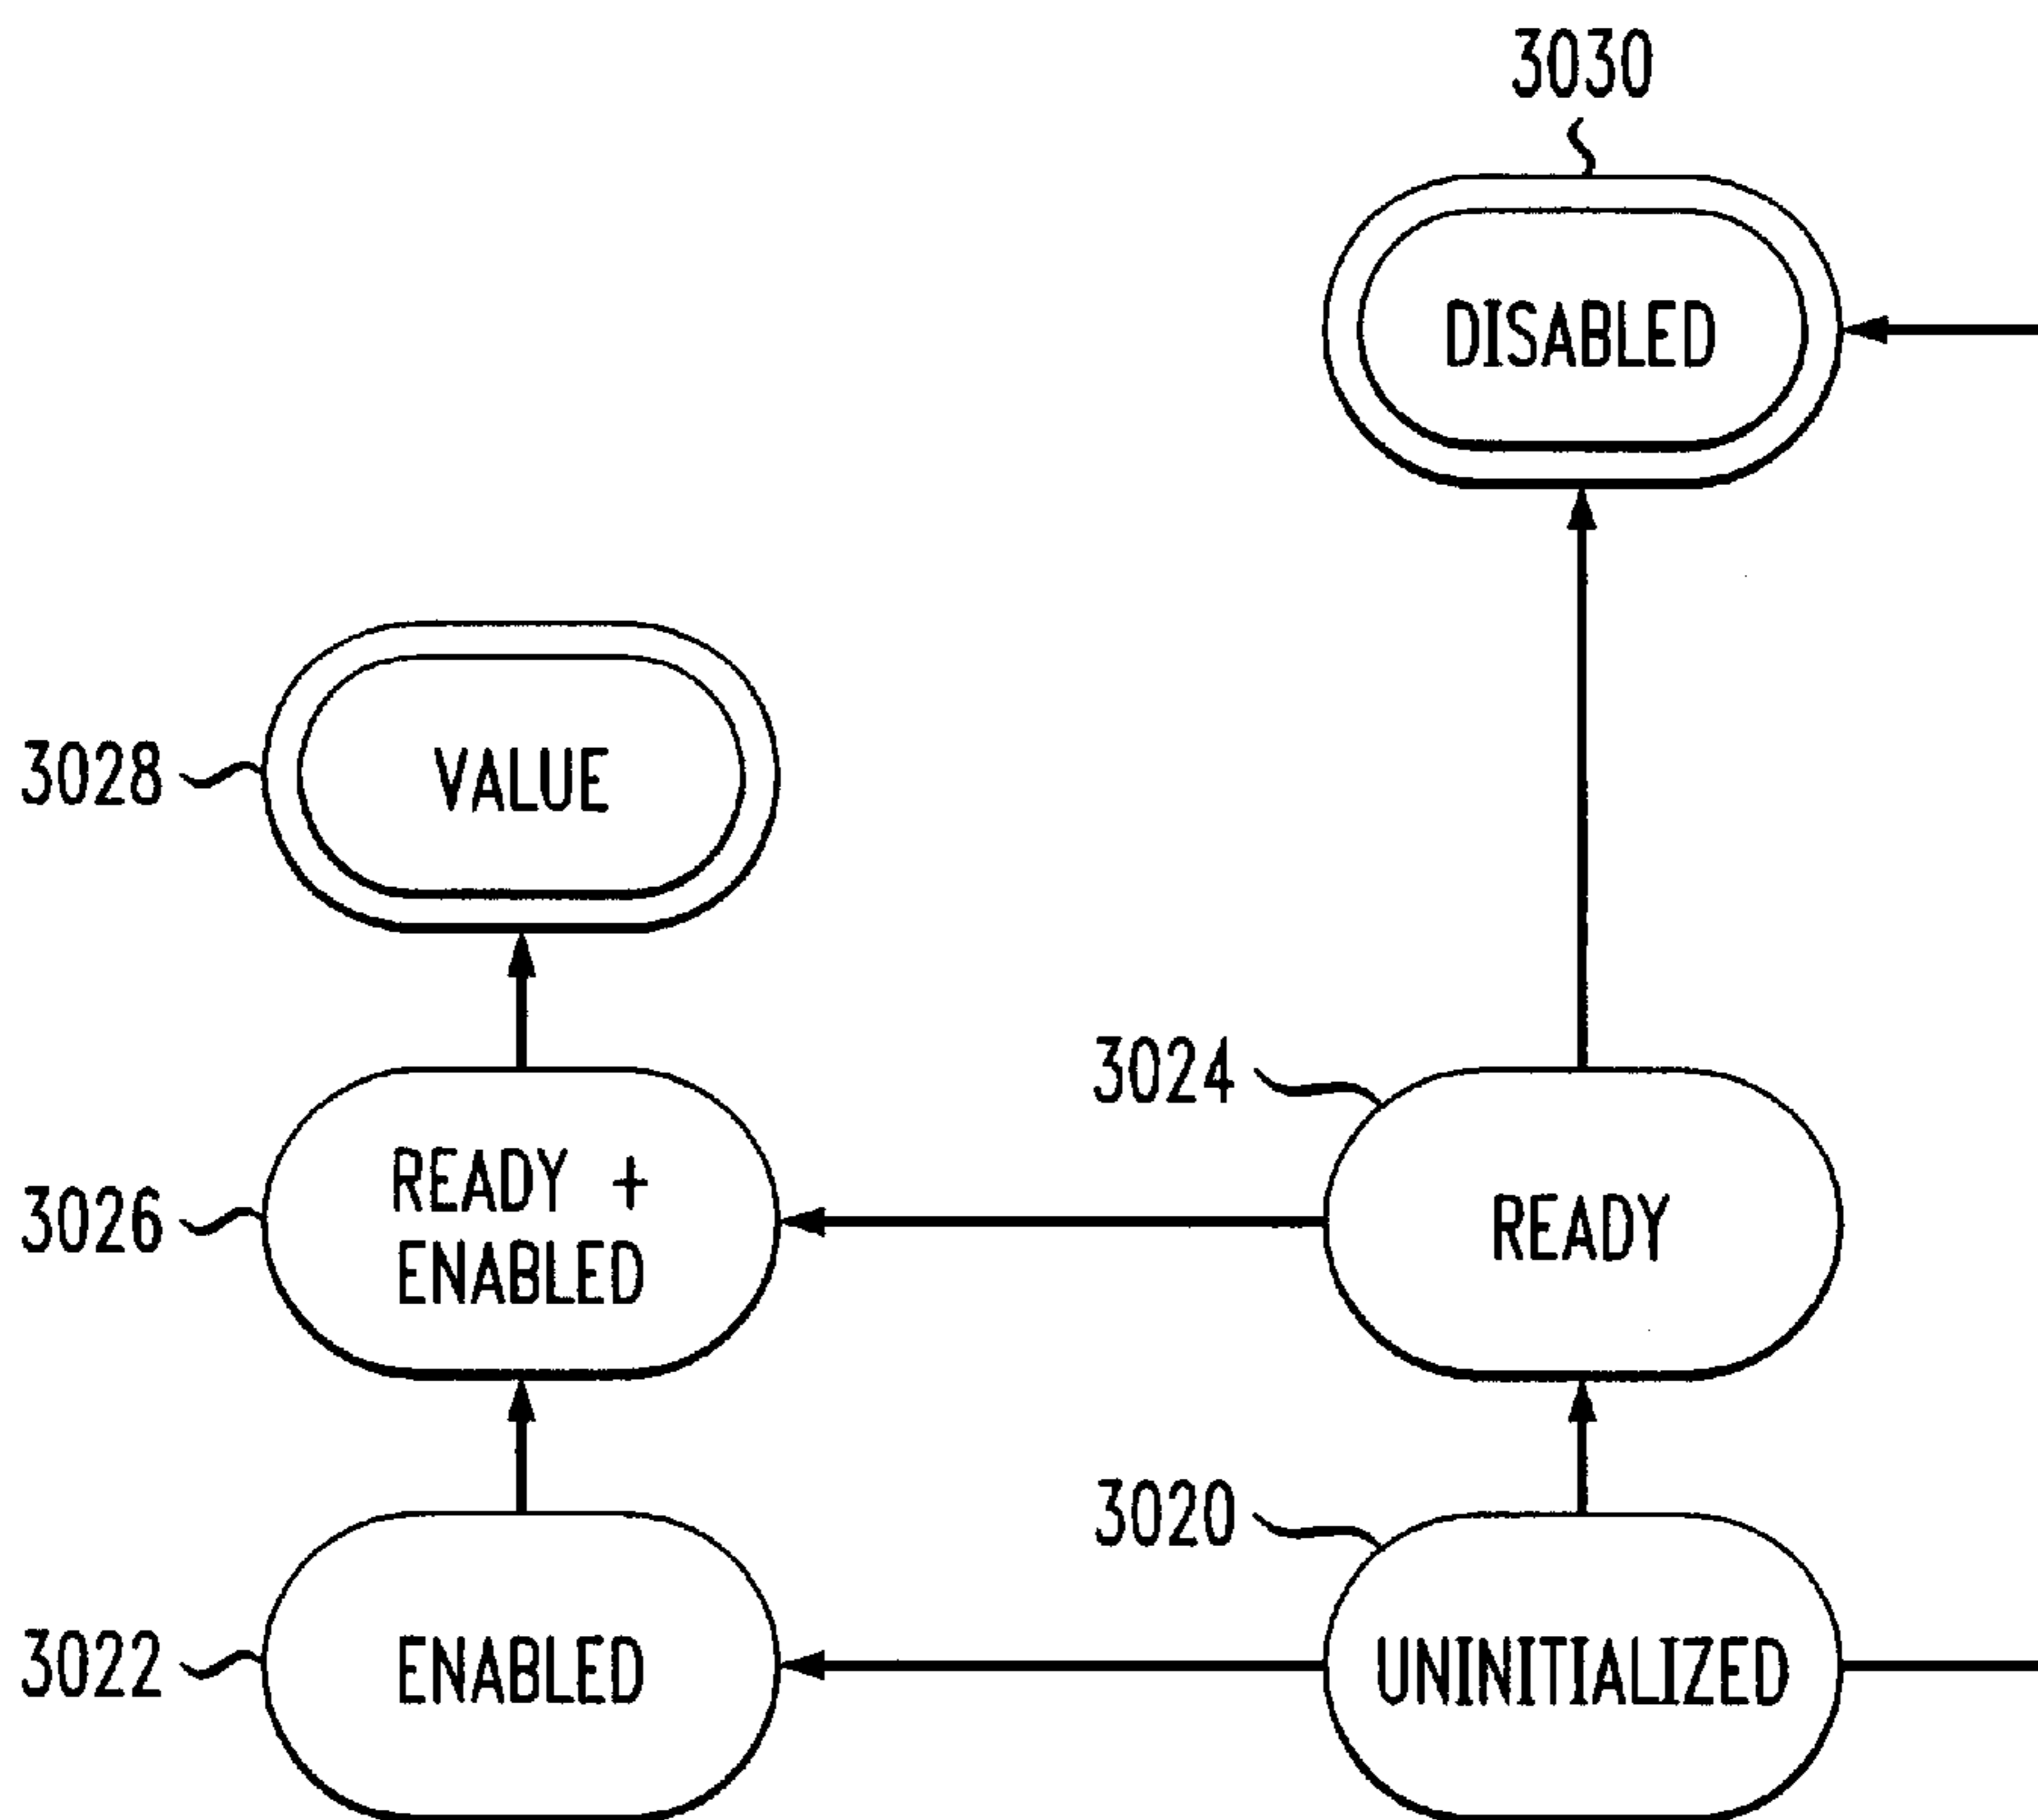 3030
DISABLED
3028
VALUE
3024
READY +
ENABLED
3026
READY
3020
3022
ENABLED
UNINITIALIZED